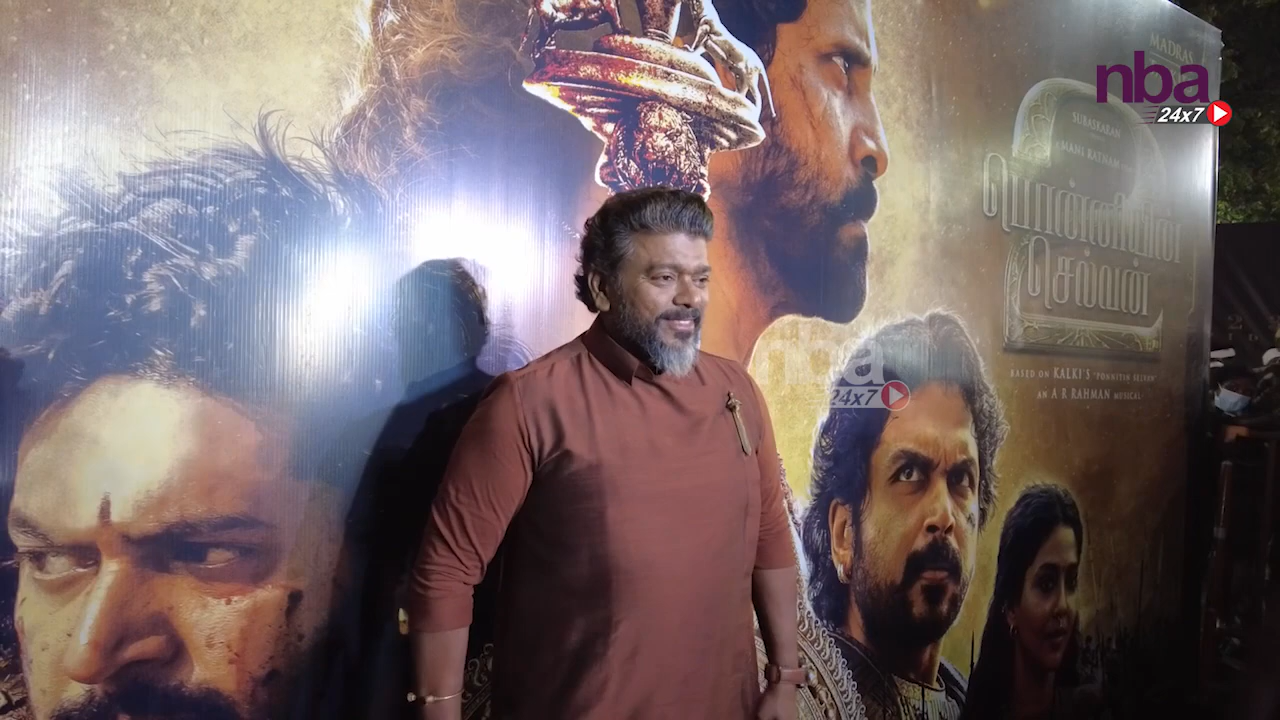 MADRAS
nba
24x7
SUBASKARAN
MANI RATNAM
பொன்னியின்
செல்வன்
nba
24x7
BASED ON KALKI'S "PONNIYIN SELVAN"
AN A R RAHMAN MUSICAL